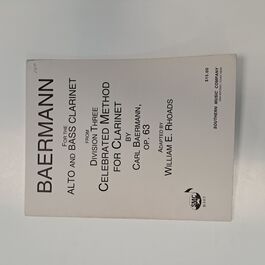 BAERMANN
FOR THE
ALTO AND BASS CLARINET
FROM
DIVISION THREE
CELEBRATED METHOD
FOR CLARINET
BY
CARL BAERMANN,
OP. 63
ADAPTED BY
WILLIAM E. RHOADS
SMC
SOUTHERN MUSIC COMPANY